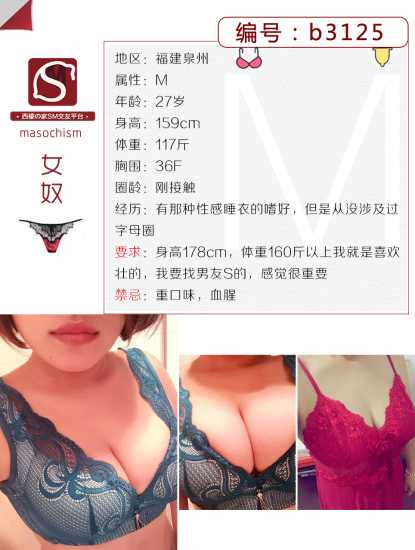 编号：b3125
S
·西楼の家SM交友平台·
masochism
女奴
地区：福建泉州
属性：M
年龄：27岁
身高：159cm
体重：117斤
胸围：36F
圈龄：刚接触
经历：有那种性感睡衣的嗜好，但是从没涉及过
字母圈
要求：身高178cm，体重160斤以上我就是喜欢
壮的，我要找男友S的，感觉很重要
禁忌：重口味，血腥
M